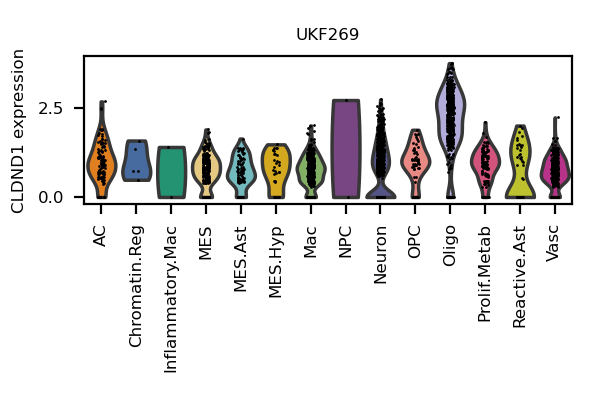 UKF269
CLDND1 expression
2.5
0.0
AC
Chromatin.Reg
Inflammatory.Mac
MES
MES.Ast
MES.Hyp
Mac
NPC
Neuron
OPC
Oligo
Prolif.Metab
Reactive.Ast
Vasc